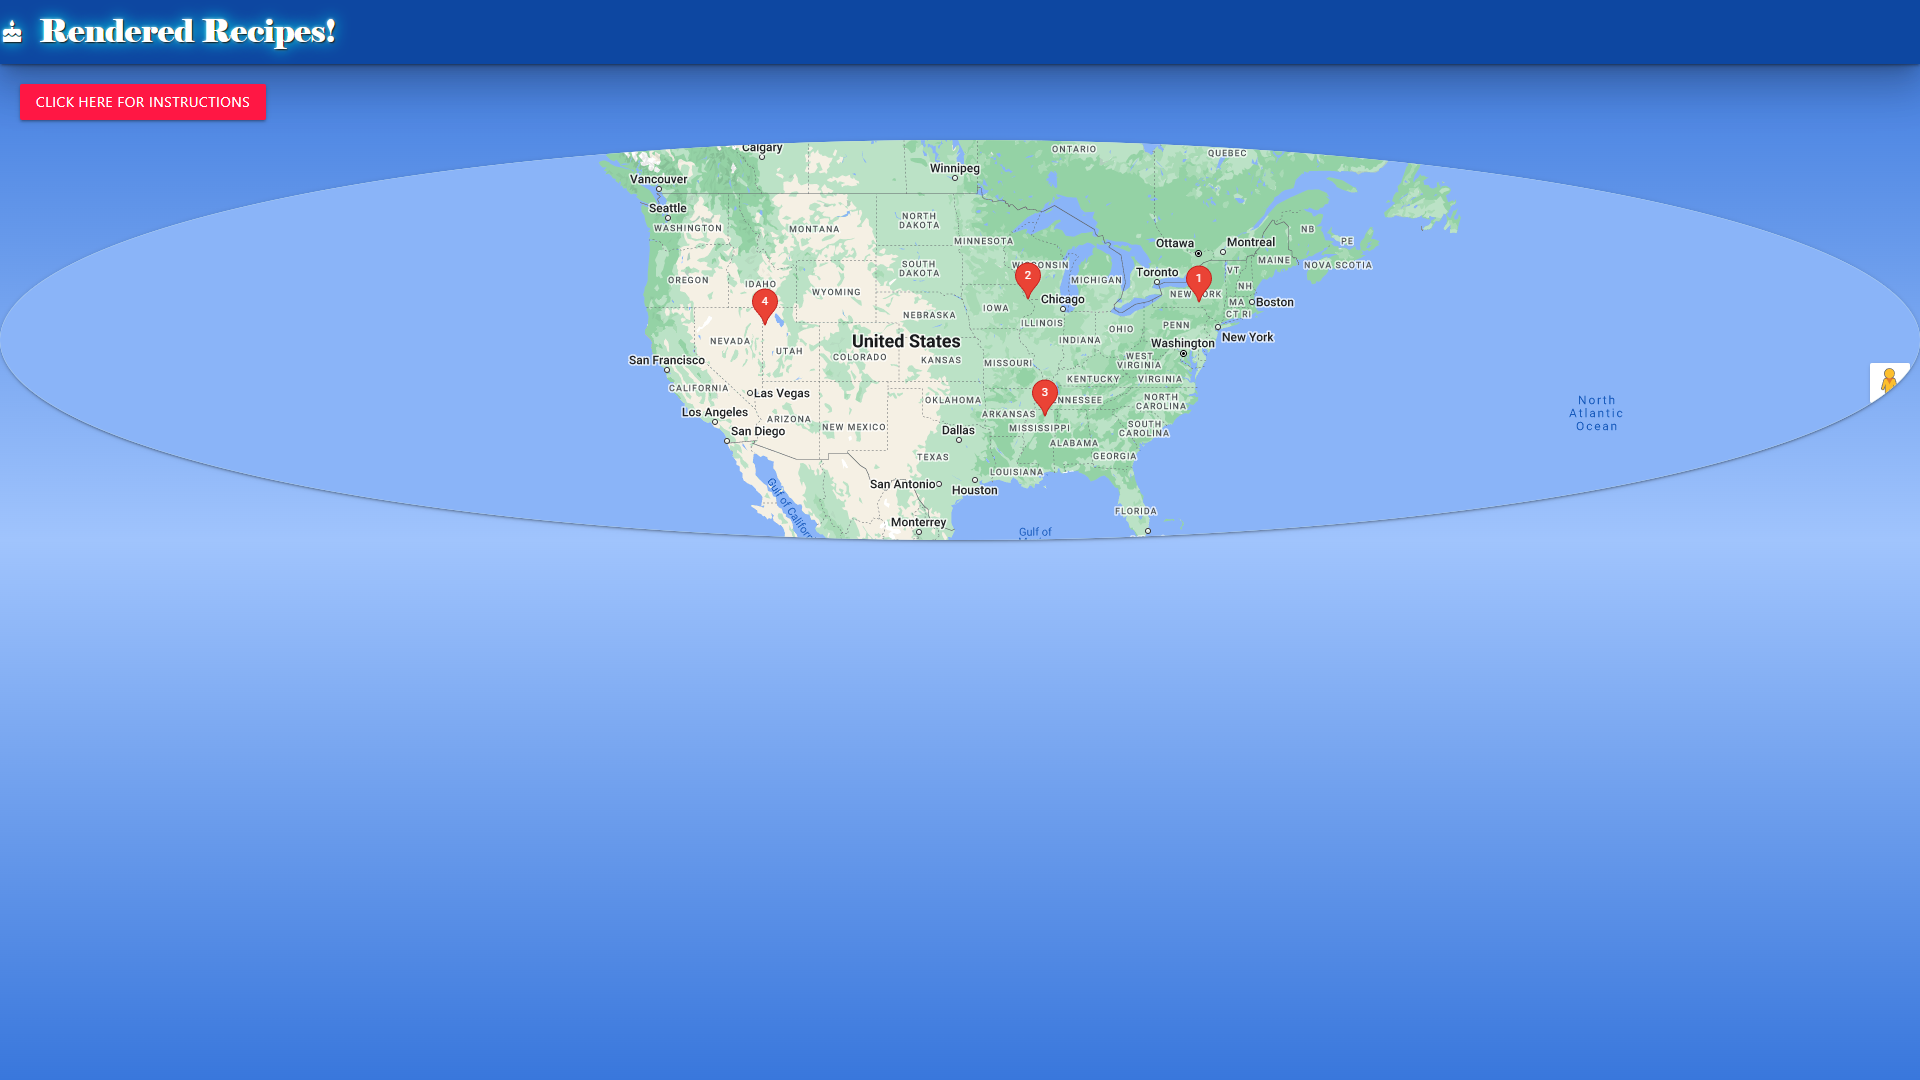 Rendered Recipes!
CLICK HERE FOR INSTRUCTIONS
Calgary
ONTARIO
QUEBEC
Winnipeg
Vancouver
Seattle
WASHINGTON
NORTH
DAKOTA
MONTANA
MINNESOTA
NB
PE
Ottawa
Montreal
MAINE
NOVA SCOTIA
SOUTH
DAKOTA
2
Toronto
1
VT
OREGON
IDAHO
MICHIGAN
NH
WYOMING
4
Chicago
MA
Boston
IOWA
NEBRASKA
CT
RI
ILLINOIS
OHIO
PENN
New York
NEVADA
United States
INDIANA
Washington
UTAH
COLORADO
KANSAS
MISSOURI
WEST
VIRGINIA
San Francisco
CALIFORNIA
Las Vegas
KENTUCKY
VIRGINIA
3
OKLAHOMA
NORTH
CAROLINA
North
Atlantic
Ocean
Los Angeles
ARIZONA
ARKANSAS
San Diego
NEW MEXICO
Dallas
MISSISSIPPI
SOUTH
CAROLINA
ALABAMA
TEXAS
GEORGIA
LOUISIANA
San Antonio
Houston
Gulf of
FLORIDA
Monterrey
Gulf of